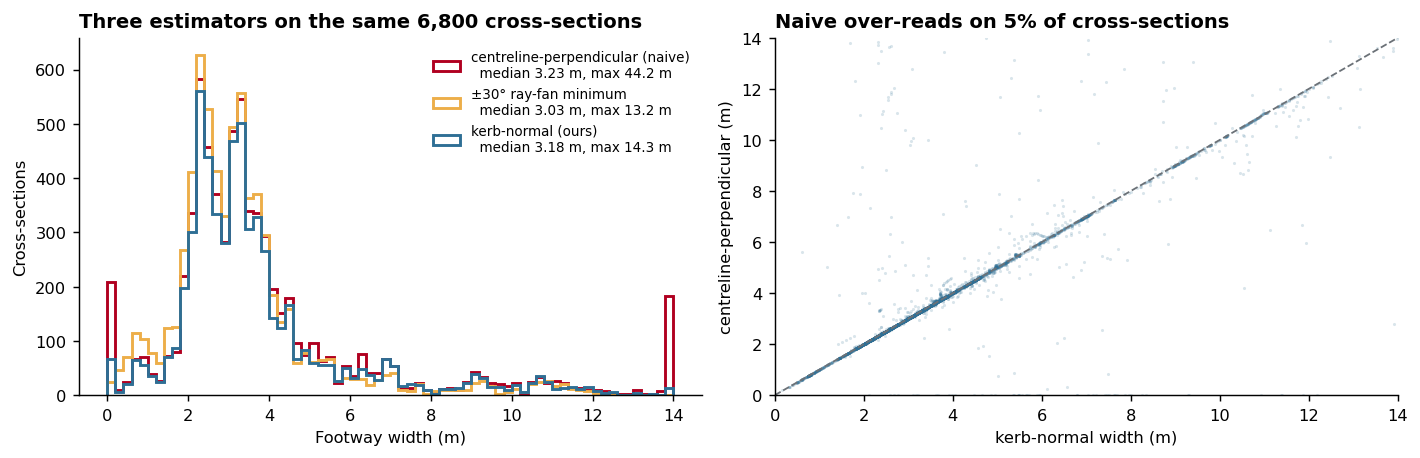 Three estimators on the same 6,800 cross-sections
600
500
400
300
200
100
0
Cross-sections
0 2 4 6 8 10 12 14
Footway width (m)
centreline-perpendicular (naive)
median 3.23 m, max 44.2 m
±30° ray-fan minimum
median 3.03 m, max 13.2 m
kerb-normal (ours)
median 3.18 m, max 14.3 m
Naive over-reads on 5% of cross-sections
14
12
10
8
6
4
2
0
centreline-perpendicular (m)
0 2 4 6 8 10 12 14
kerb-normal width (m)